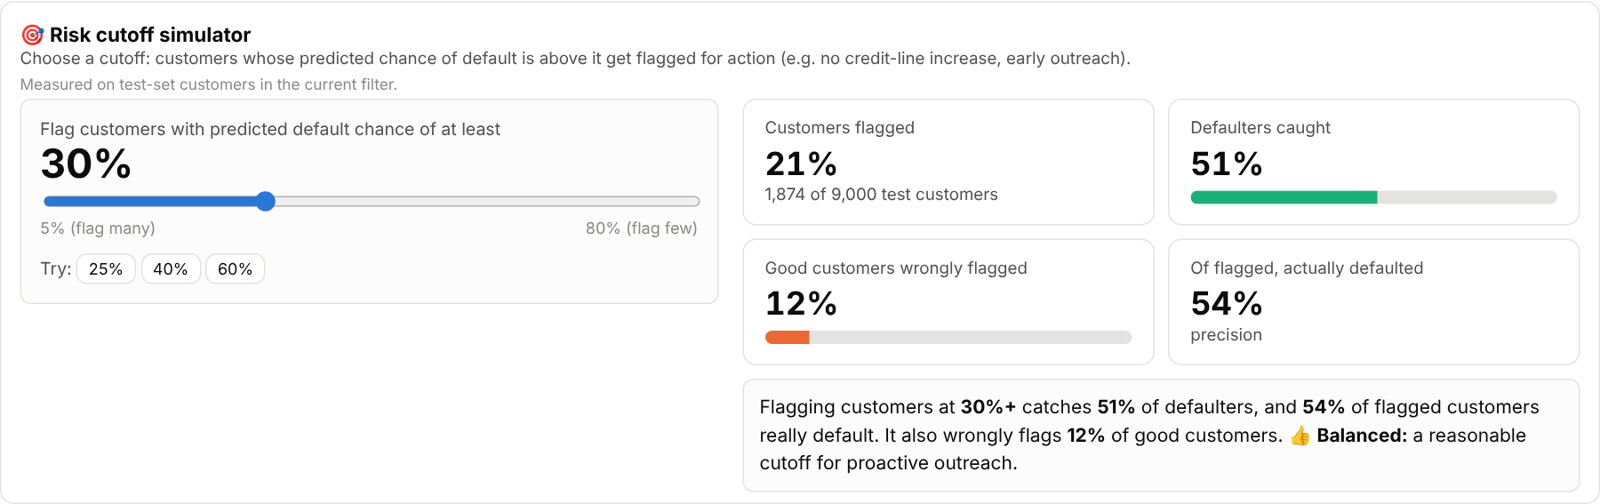 🎯 Risk cutoff simulator
Choose a cutoff: customers whose predicted chance of default is above it get flagged for action (e.g. no credit-line increase, early outreach).
Measured on test-set customers in the current filter.
Flag customers with predicted default chance of at least
30%
5% (flag many)
80% (flag few)
Try: 25% 40% 60%
Customers flagged
21%
1,874 of 9,000 test customers
Defaulters caught
51%
Good customers wrongly flagged
12%
Of flagged, actually defaulted
54%
precision
Flagging customers at 30%+ catches 51% of defaulters, and 54% of flagged customers
really default. It also wrongly flags 12% of good customers. 👍 Balanced: a reasonable
cutoff for proactive outreach.